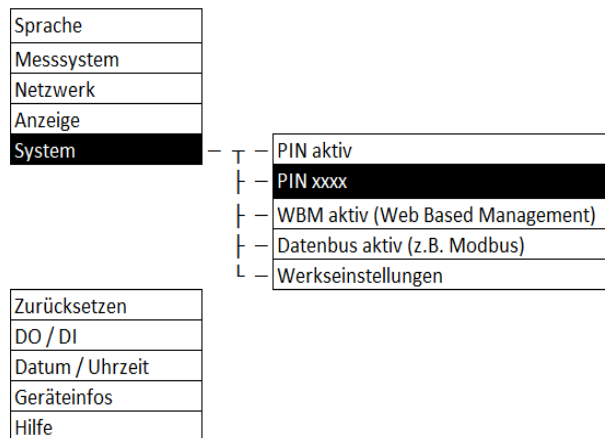 Sprache
Messsystem
Netzwerk
Anzeige
System
PIN aktiv
PIN xxxx
WBM aktiv (Web Based Management)
Datenbus aktiv (z.B. Modbus)
Werkseinstellungen
Zurücksetzen
DO / DI
Datum / Uhrzeit
Geräteinfos
Hilfe